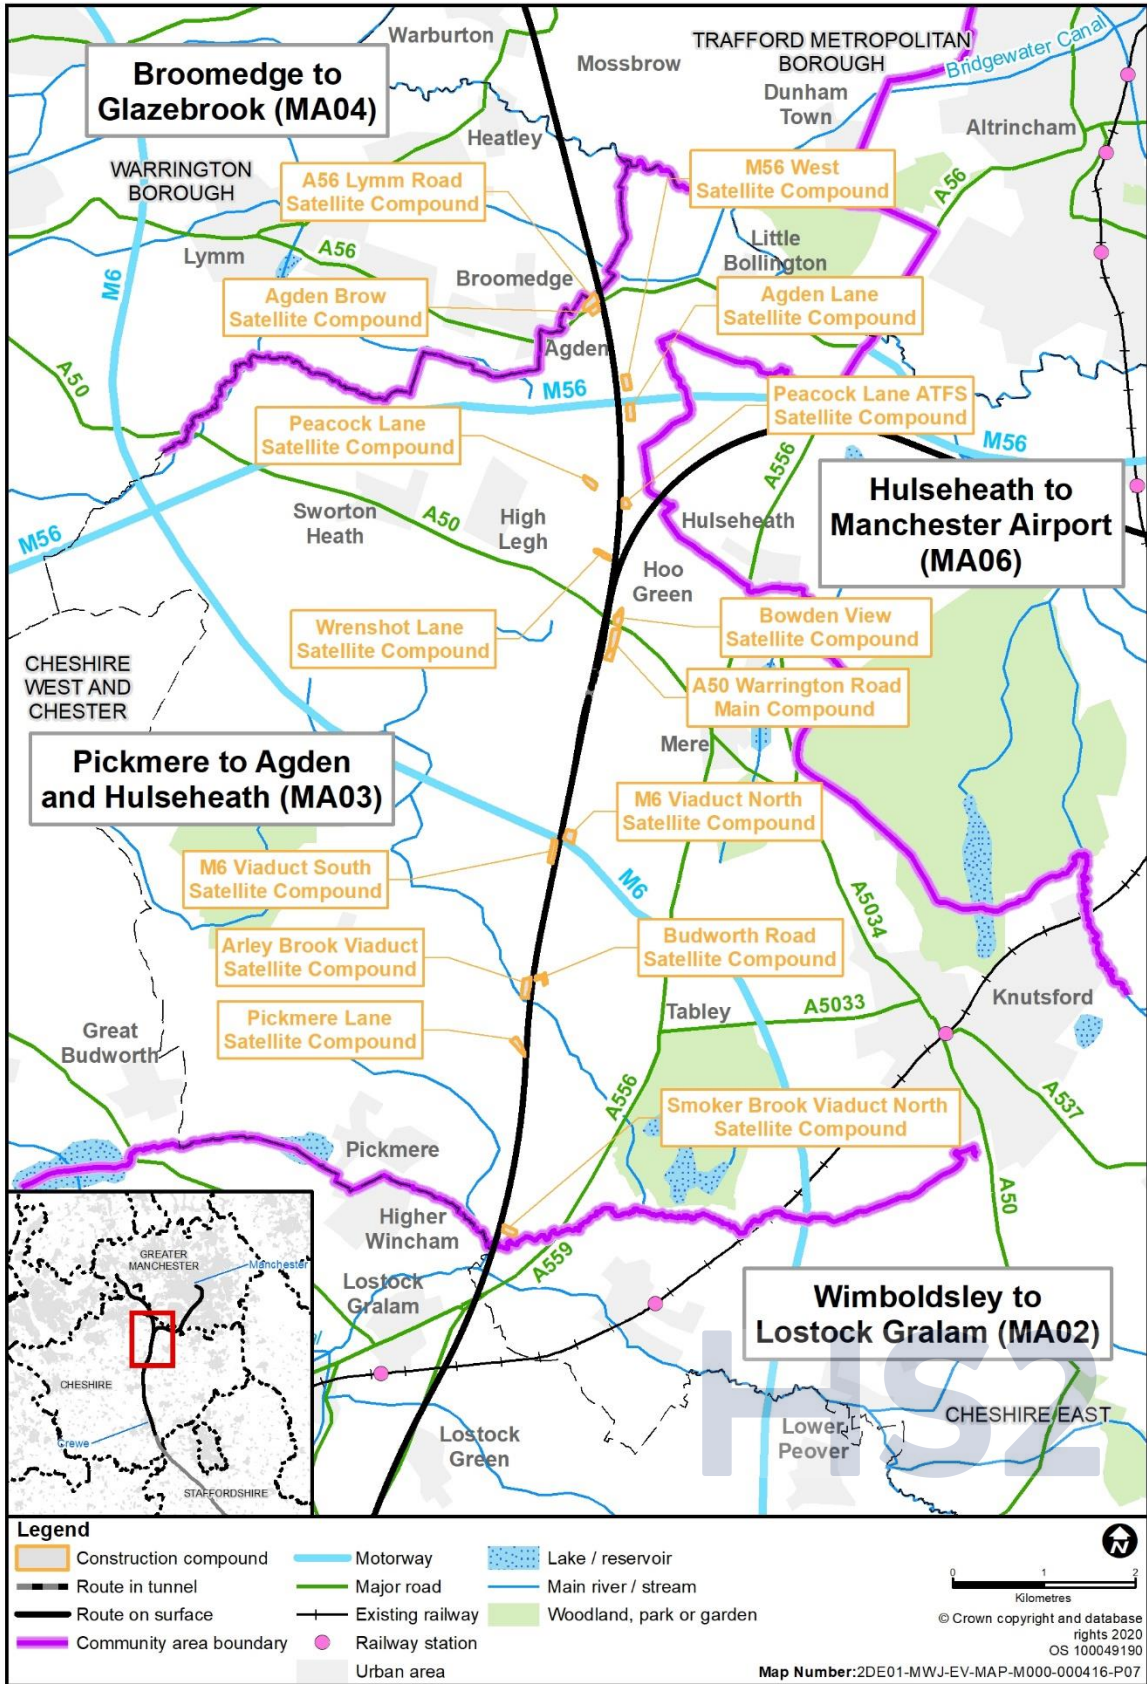 Warburton
Mossbrow
TRAFFORD METROPOLITAN
BOROUGH
Bridgewater Canal
Broomedge to
Glazebrook (MA04)
Dunham
Town
Altrincham
Heatley
WARRINGTON
BOROUGH
A56 Lymm Road
Satellite Compound
M56 West
Satellite Compound
A56
Lymm
A56
Little
Bollington
M6
Broomedge
Agden Brow
Satellite Compound
Agden Lane
Satellite Compound
Agden
A50
M56
Peacock Lane ATFS
Satellite Compound
Peacock Lane
Satellite Compound
M56
A556
Hulseheath to
Manchester Airport
(MA06)
Sworton
Heath
A50
High
Legh
Hulseheath
M56
Hoo
Green
Wrenshot Lane
Satellite Compound
Bowden View
Satellite Compound
CHESHIRE
WEST AND
CHESTER
A50 Warrington Road
Main Compound
Mere
Pickmere to Agden
and Hulseheath (MA03)
M6 Viaduct North
Satellite Compound
M6 Viaduct South
Satellite Compound
M6
A5034
Arley Brook Viaduct
Satellite Compound
Budworth Road
Satellite Compound
Knutsford
Tabley
A5033
Pickmere Lane
Satellite Compound
Great
Budworth
A556
A537
Smoker Brook Viaduct North
Satellite Compound
Pickmere
A50
Higher
Wincham
A559
Lostock
Gralam
Wimboldsley to
Lostock Gralam (MA02)
HS2
GREATER
MANCHESTER
Manchester
CHESHIRE
Crewe
STAFFORDSHIRE
Lostock
Green
Lower
Peover
CHESHIRE EAST
Legend
Construction compound
Route in tunnel
Route on surface
Community area boundary
Motorway
Major road
Existing railway
Railway station
Urban area
Lake / reservoir
Main river / stream
Woodland, park or garden
N
0 1 2
Kilometres
© Crown copyright and database
rights 2020
OS 100049190
Map Number:2DE01-MWJ-EV-MAP-M000-000416-P07